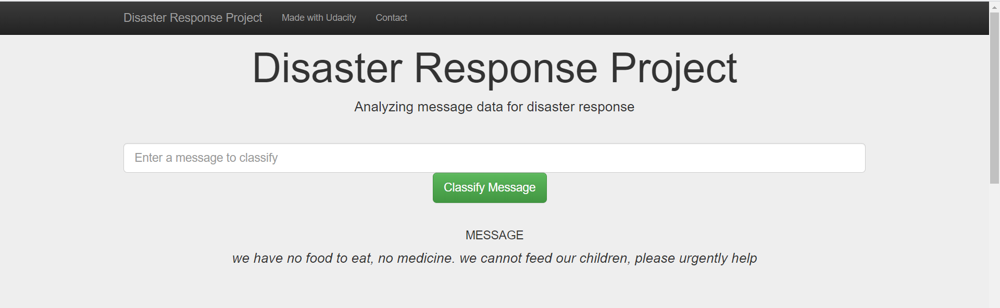 Disaster Response Project Made with Udacity Contact
Disaster Response Project
Analyzing message data for disaster response
Enter a message to classify
Classify Message
MESSAGE
we have no food to eat, no medicine. we cannot feed our children, please urgently help